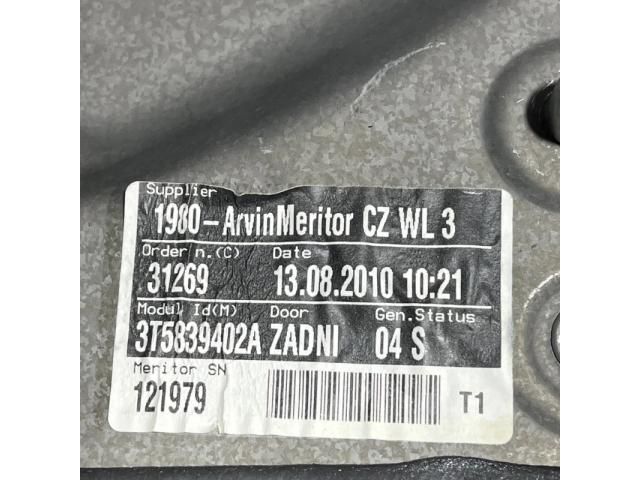 Supplier
1980-ArvinMeritor CZ WL 3
Order n.(C) Date
31269 13.08.2010 10:21
Modul Id(M) Door Gen.Status
3T5839402A ZADNI 04 S
Meritor SN
121979 T1